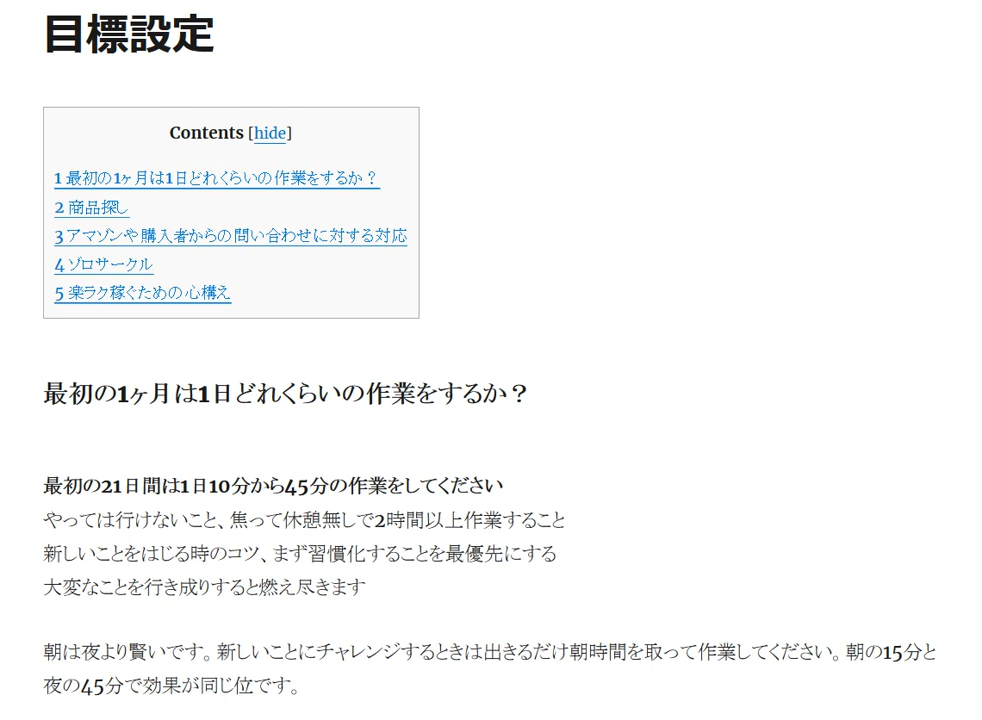 目標設定
Contents [hide]
1 最初の1ヶ月は1日どれくらいの作業をするか？
2 商品探し
3 アマゾンや購入者からの問い合わせに対する対応
4 ゾロサークル
5 楽ラク稼ぐための心構え
最初の1ヶ月は1日どれくらいの作業をするか？
最初の21日間は1日10分から45分の作業をしてください
やっては行けないこと、焦って休憩無しで2時間以上作業すること
新しいことをはじる時のコツ、まず習慣化することを最優先にする
大変なことを行き成りすると燃え尽きます
朝は夜より賢いです。新しいことにチャレンジするときは出きるだけ朝時間を取って作業してください。朝の15分と
夜の45分で効果が同じ位です。